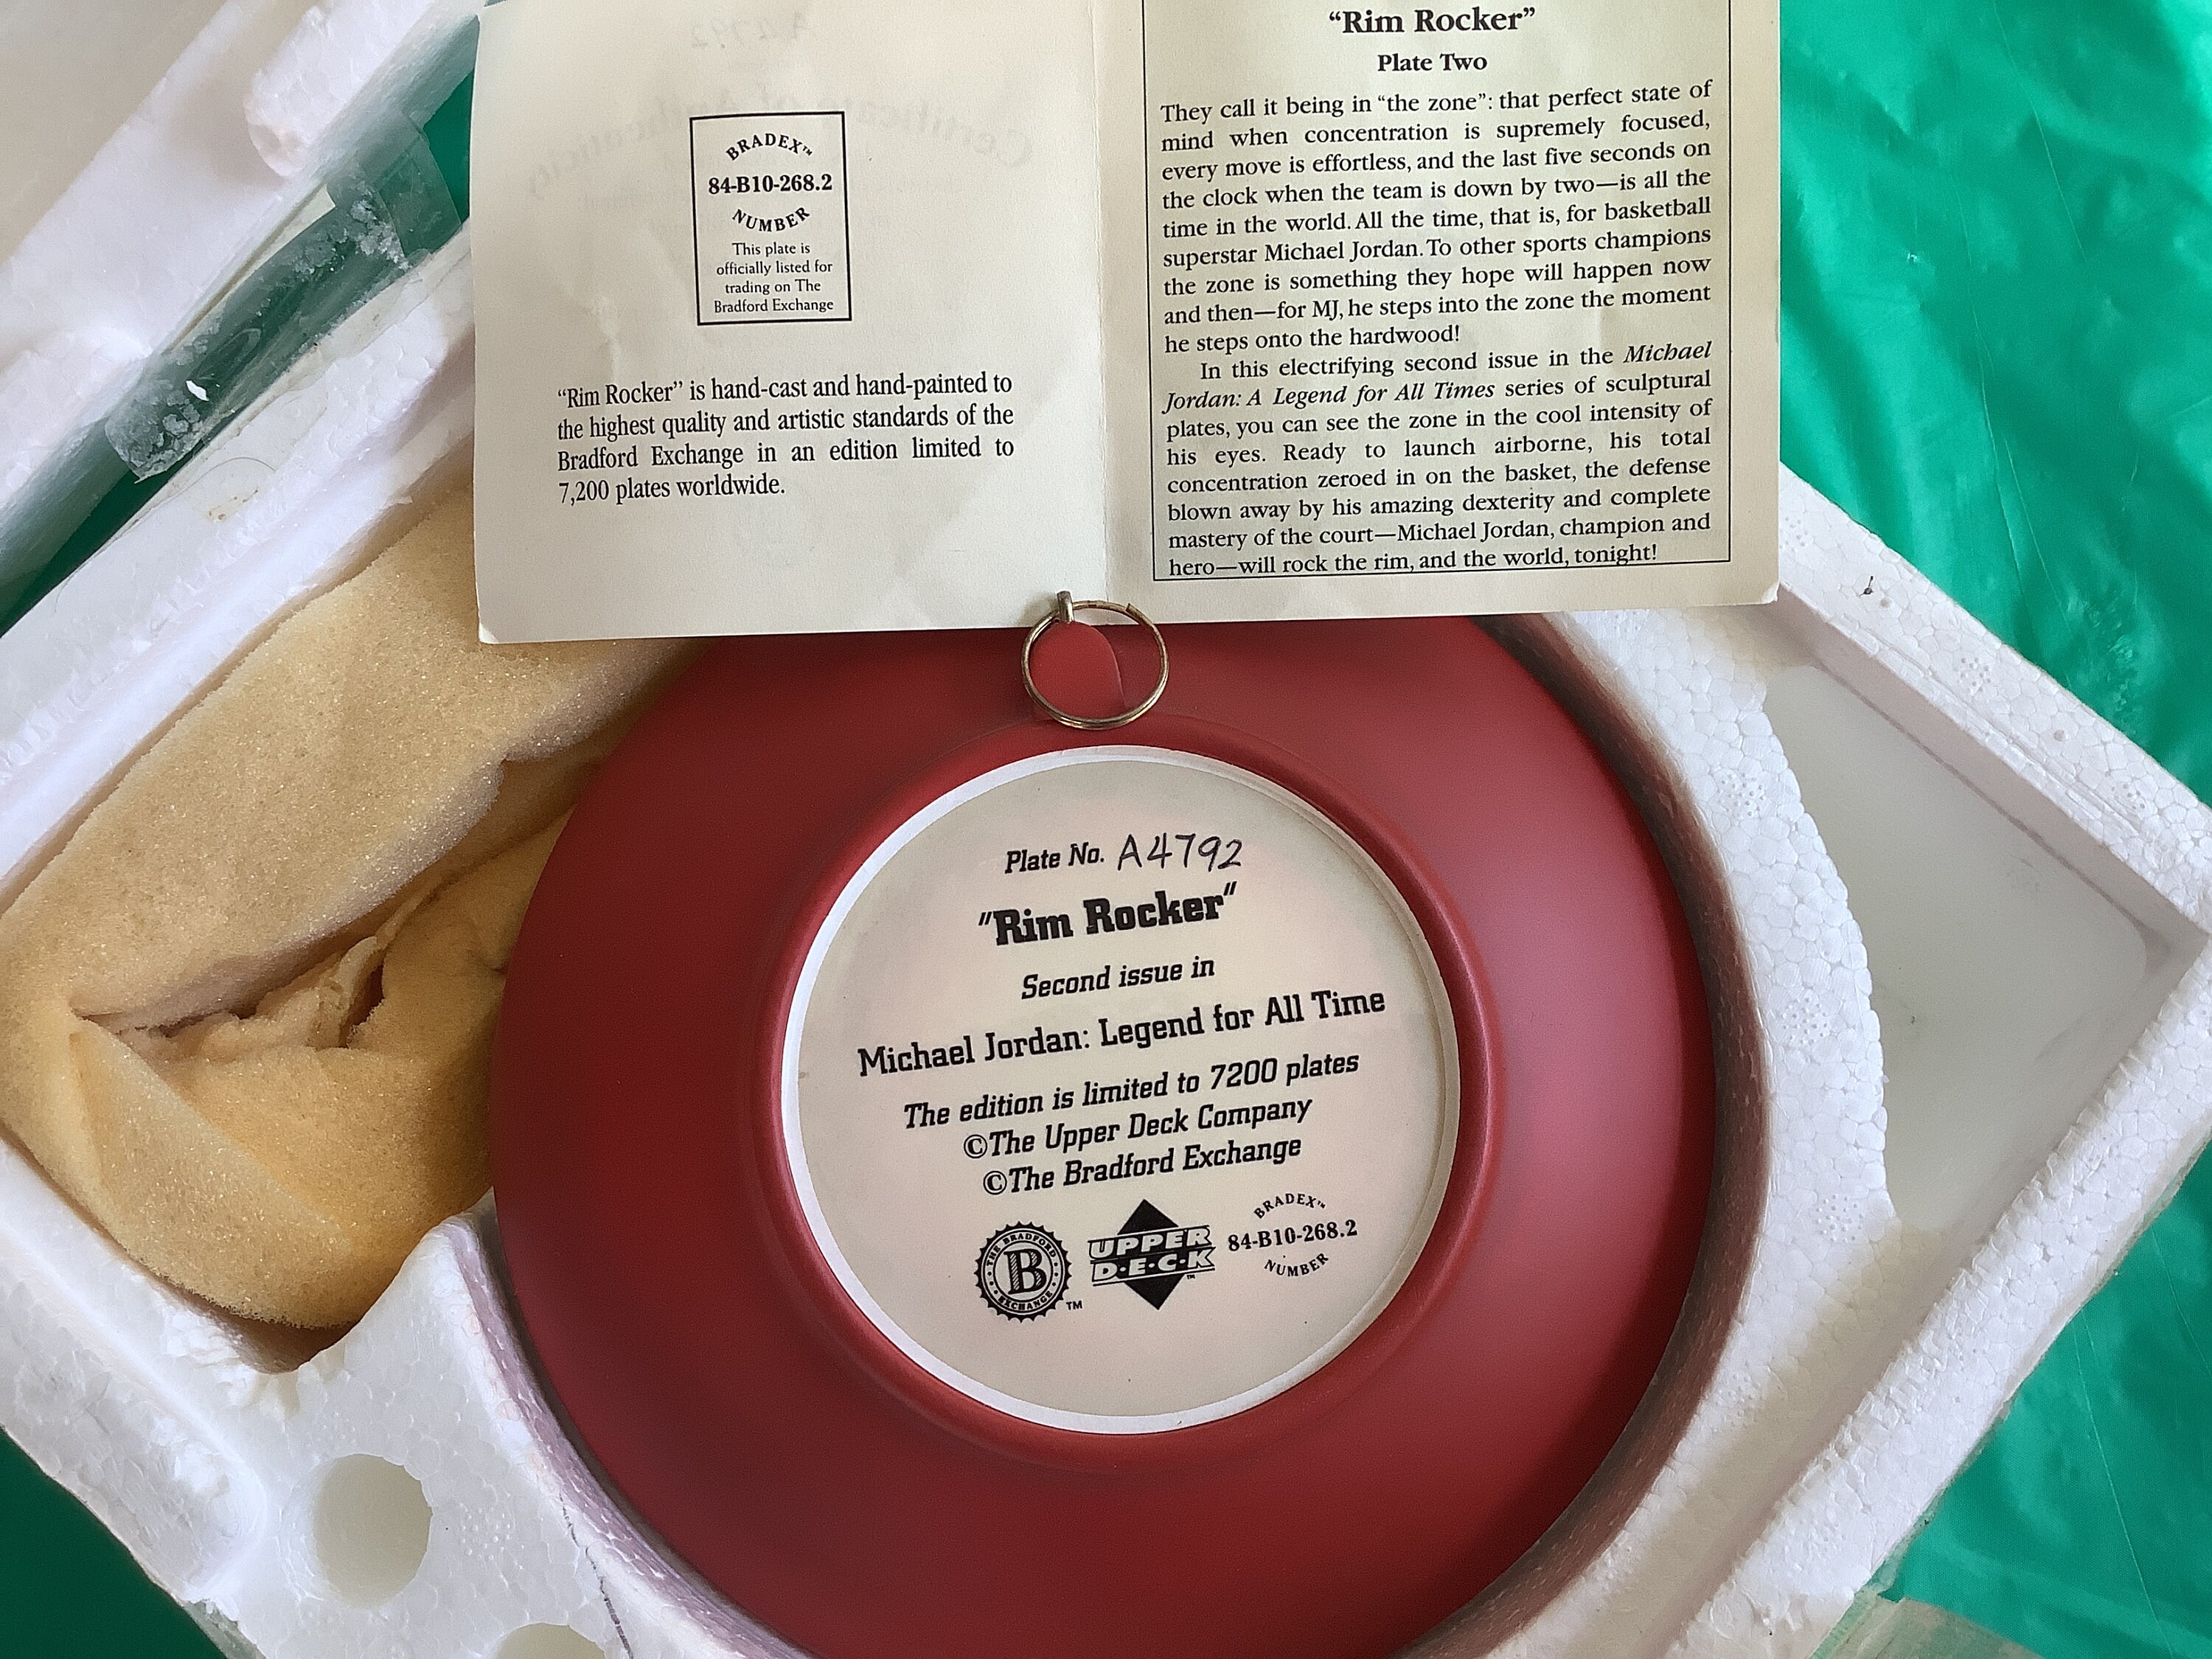 BRADEX™
84-B10-268.2
NUMBER
This plate is
officially listed for
trading on The
Bradford Exchange
“Rim Rocker” is hand-cast and hand-painted to
the highest quality and artistic standards of the
Bradford Exchange in an edition limited to
7,200 plates worldwide.
“Rim Rocker”
Plate Two
They call it being in “the zone”: that perfect state of
mind when concentration is supremely focused,
every move is effortless, and the last five seconds on
the clock when the team is down by two—is all the
time in the world. All the time, that is, for basketball
superstar Michael Jordan. To other sports champions
the zone is something they hope will happen now
and then—for MJ, he steps into the zone the moment
he steps onto the hardwood!
In this electrifying second issue in the Michael
Jordan: A Legend for All Times series of sculptural
plates, you can see the zone in the cool intensity of
his eyes. Ready to launch airborne, his total
concentration zeroed in on the basket, the defense
blown away by his amazing dexterity and complete
mastery of the court—Michael Jordan, champion and
hero—will rock the rim, and the world, tonight!
Plate No. A4792
"Rim Rocker"
Second issue in
Michael Jordan: Legend for All Time
The edition is limited to 7200 plates
©The Upper Deck Company
©The Bradford Exchange
THE BRADFORD
B
EXCHANGE
TM
UPPER
D·E·C·K
TM
BRADEX™
84-B10-268.2
NUMBER